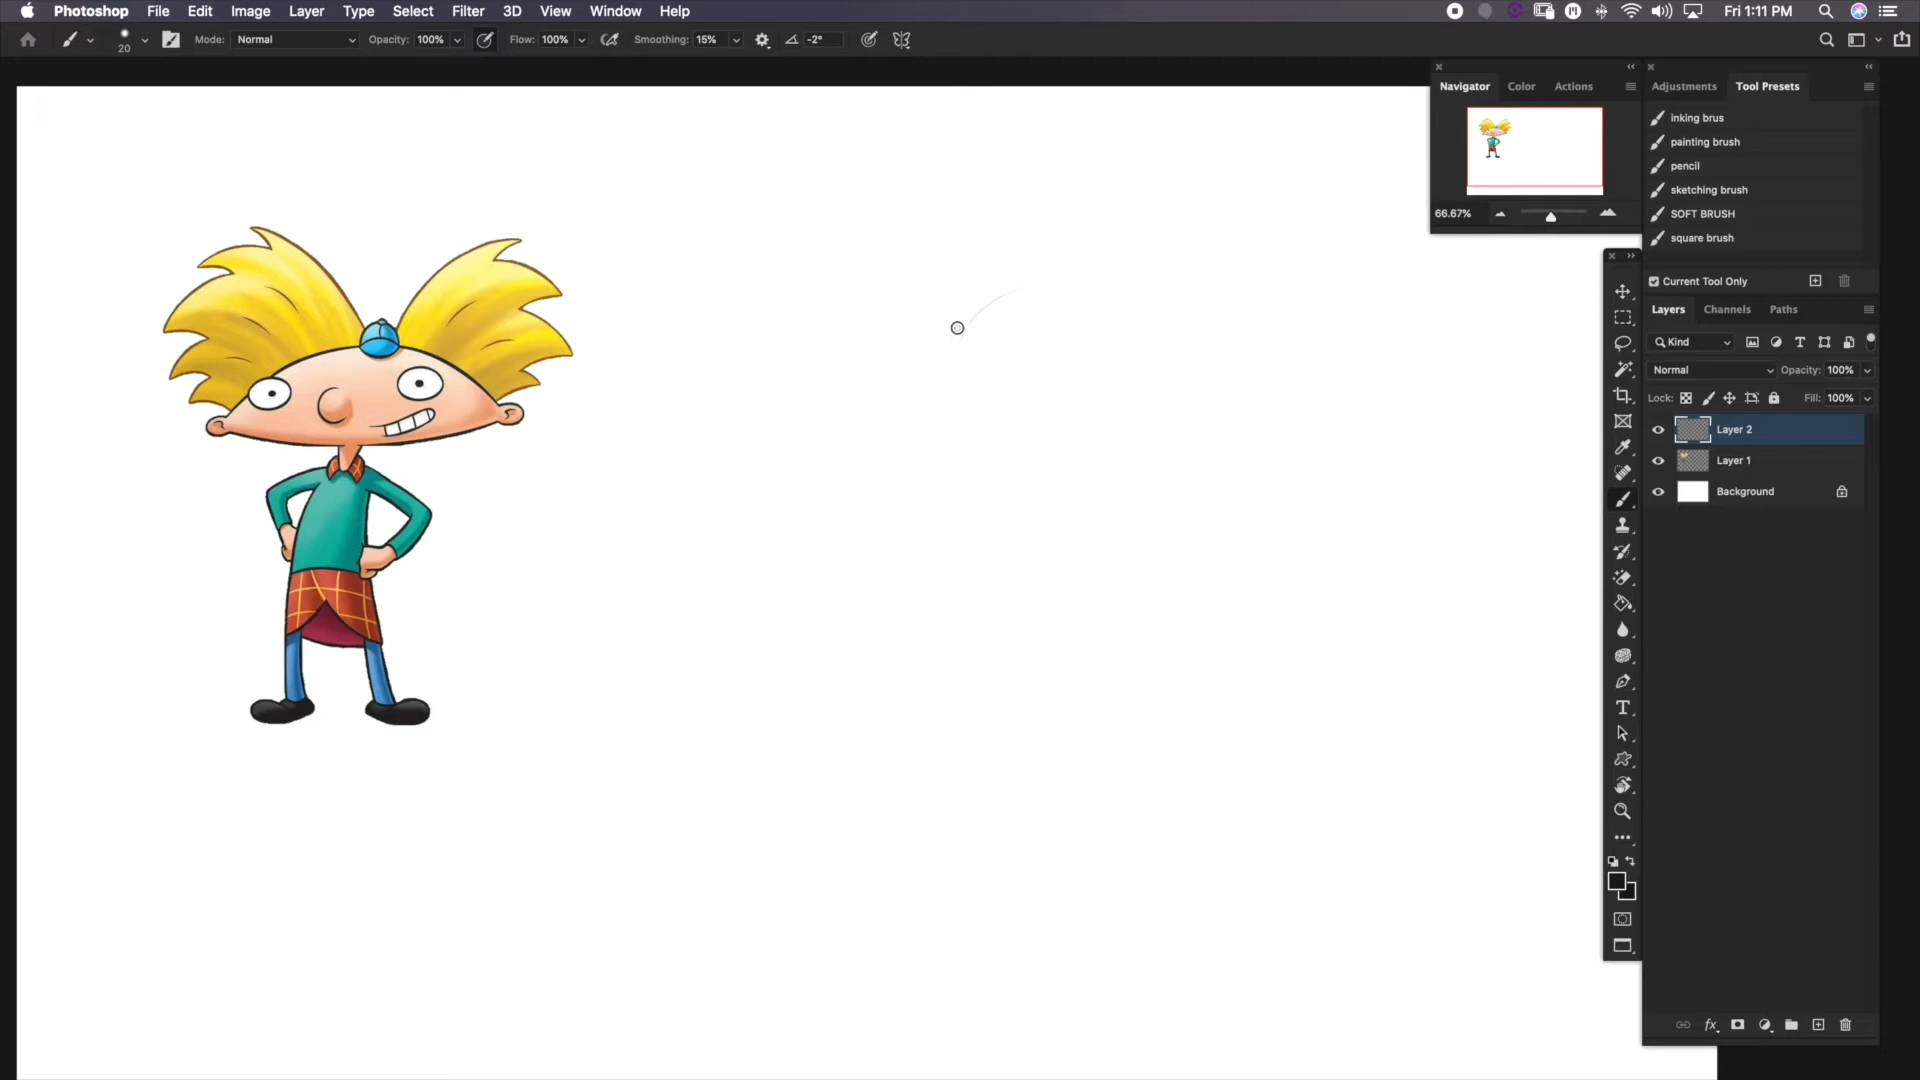 Photoshop File Edit Image Layer Type Select Filter 3D View Window Help Fri 1:11 PM
20 Mode: Normal Opacity: 100% Flow: 100% Smoothing: 15% -2°
Navigator Color Actions
66.67%
Adjustments Tool Presets
inking brus
painting brush
pencil
sketching brush
SOFT BRUSH
square brush
Current Tool Only
Layers Channels Paths
Kind
Normal Opacity: 100%
Lock: Fill: 100%
Layer 2
Layer 1
Background
fx